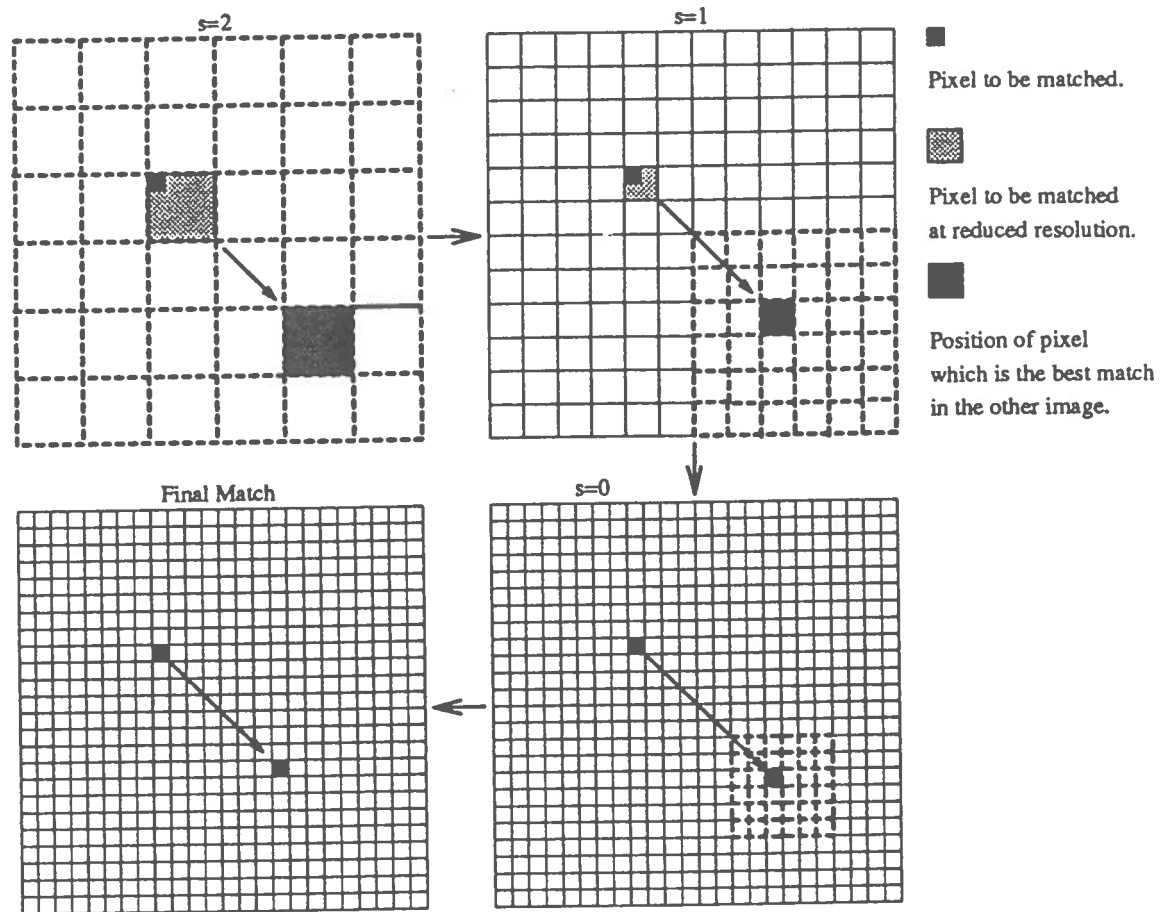 s=2
s=1
Pixel to be matched.
Pixel to be matched
at reduced resolution.
Position of pixel
which is the best match
in the other image.
Final Match
s=0